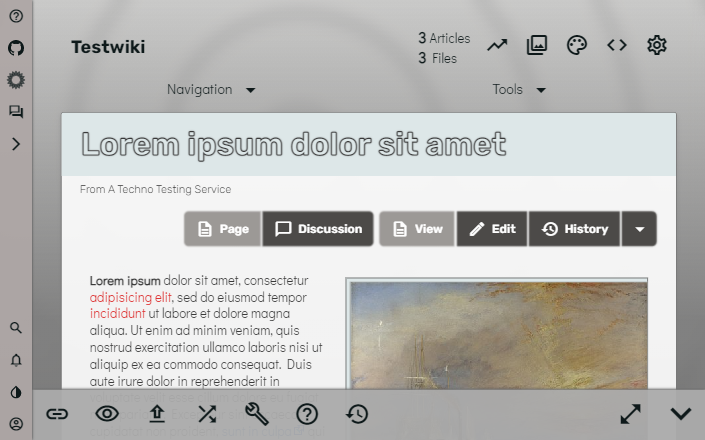 Testwiki
3 Articles
3 Files
Navigation
Tools
Lorem ipsum dolor sit amet
From A Techno Testing Service
Page
Discussion
View
Edit
History
Lorem ipsum dolor sit amet, consectetur
adipisicing elit, sed do eiusmod tempor
incididunt ut labore et dolore magna
aliqua. Ut enim ad minim veniam, quis
nostrud exercitation ullamco laboris nisi ut
aliquip ex ea commodo consequat. Duis
aute irure dolor in reprehenderit in